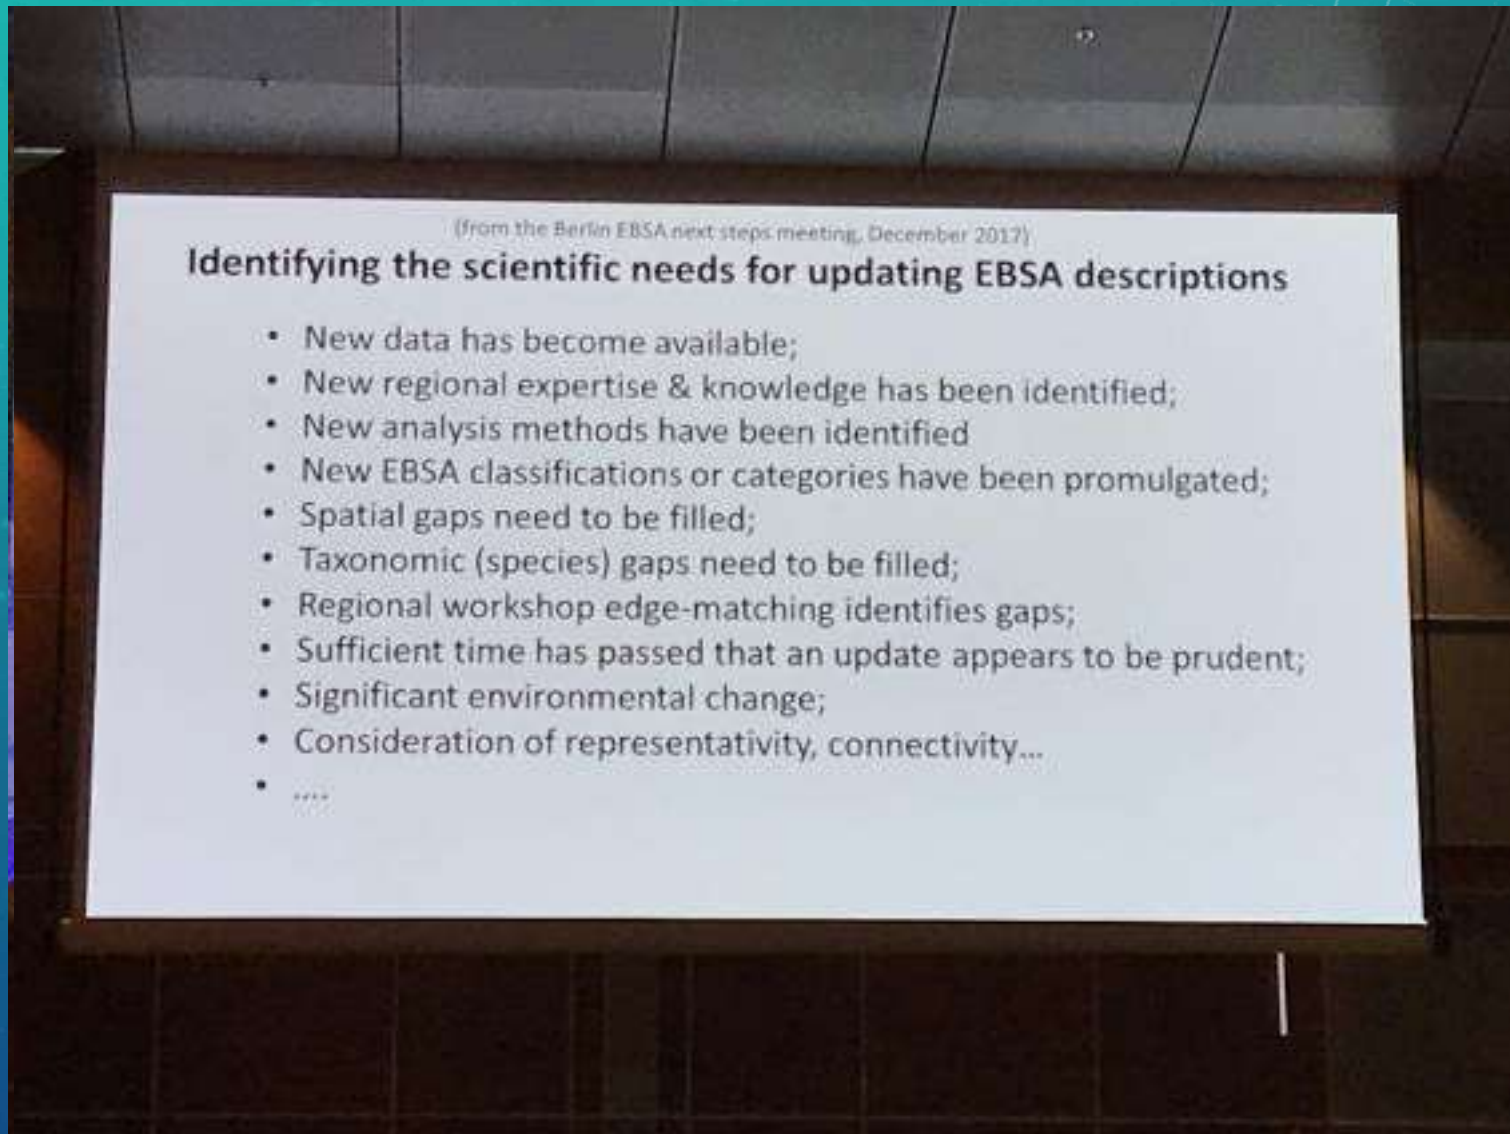 (from the Berlin EBSA next steps meeting, December 2017)
Identifying the scientific needs for updating EBSA descriptions
• New data has become available;
• New regional expertise & knowledge has been identified;
• New analysis methods have been identified
• New EBSA classifications or categories have been promulgated;
• Spatial gaps need to be filled;
• Taxonomic (species) gaps need to be filled;
• Regional workshop edge-matching identifies gaps;
• Sufficient time has passed that an update appears to be prudent;
• Significant environmental change;
• Consideration of representativity, connectivity...
• ....